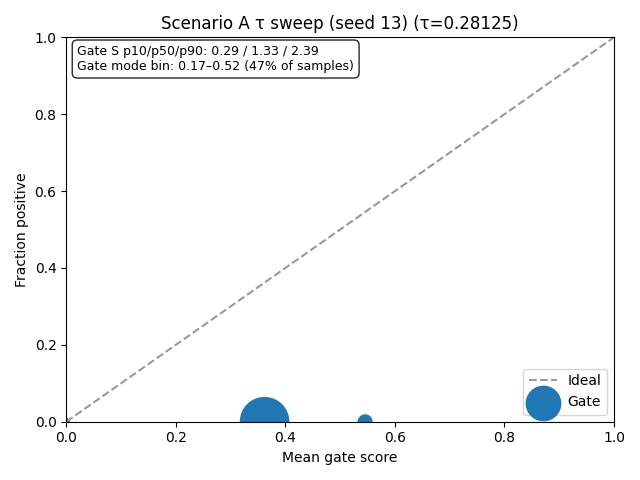 Scenario A τ sweep (seed 13) (τ=0.28125)
Gate S p10/p50/p90: 0.29 / 1.33 / 2.39
Gate mode bin: 0.17–0.52 (47% of samples)
1.0
0.8
0.6
0.4
0.2
0.0
Fraction positive
Ideal
Gate
0.0 0.2 0.4 0.6 0.8 1.0
Mean gate score